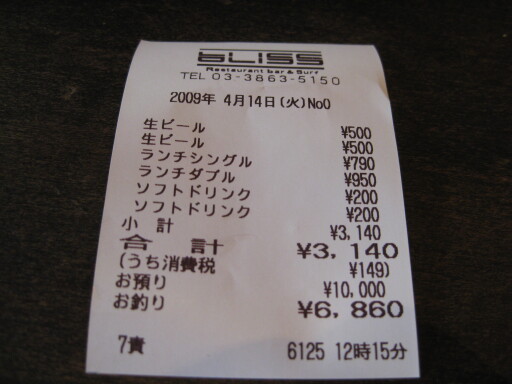 BLISS
Restaurant bar & Surf
TEL 03-3863-5150
2009年 4月14日(火)No0
生ビール ¥500
生ビール ¥500
ランチシングル ¥790
ランチダブル ¥950
ソフトドリンク ¥200
ソフトドリンク ¥200
小 計 ¥3,140
合 計 ¥3,140
(うち消費税 ¥149)
お預り ¥10,000
お釣り ¥6,860
7責 6125 12時15分